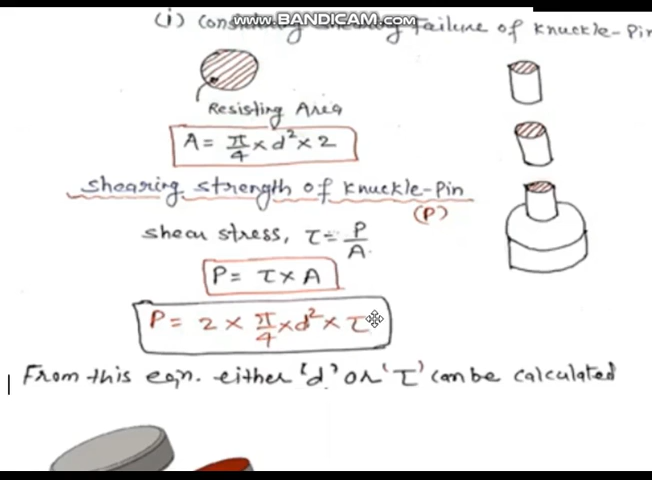 www.BANDICAM.com
(i) Considering shearing failure of Knuckle-Pin
Resisting Area
A = π/4 × d² × 2
shearing strength of Knuckle-Pin
(P)
shear stress, τ = P/A
P = τ × A
P = 2 × π/4 × d² × τ
From this eqn. either 'd' or 'τ' can be calculated